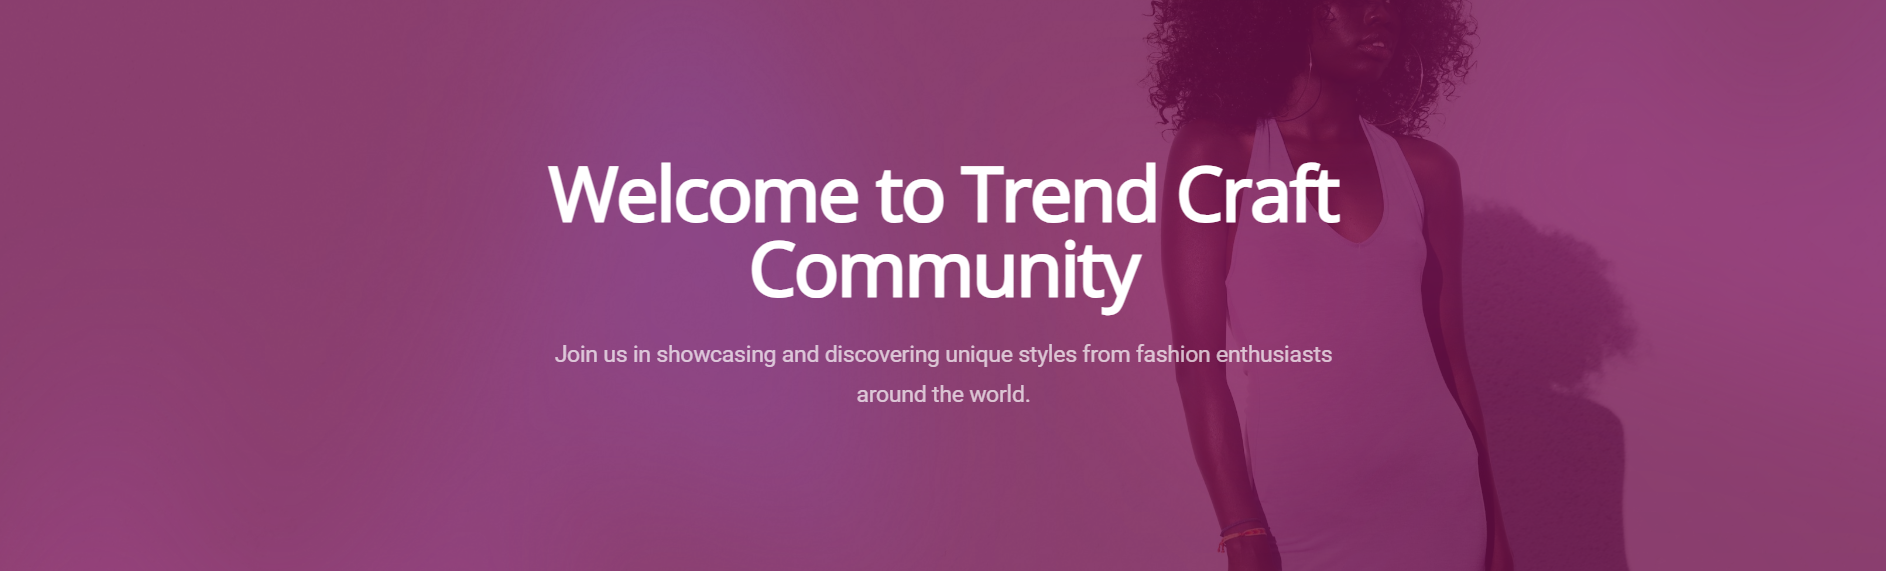 Welcome to Trend Craft
Community
Join us in showcasing and discovering unique styles from fashion enthusiasts
around the world.